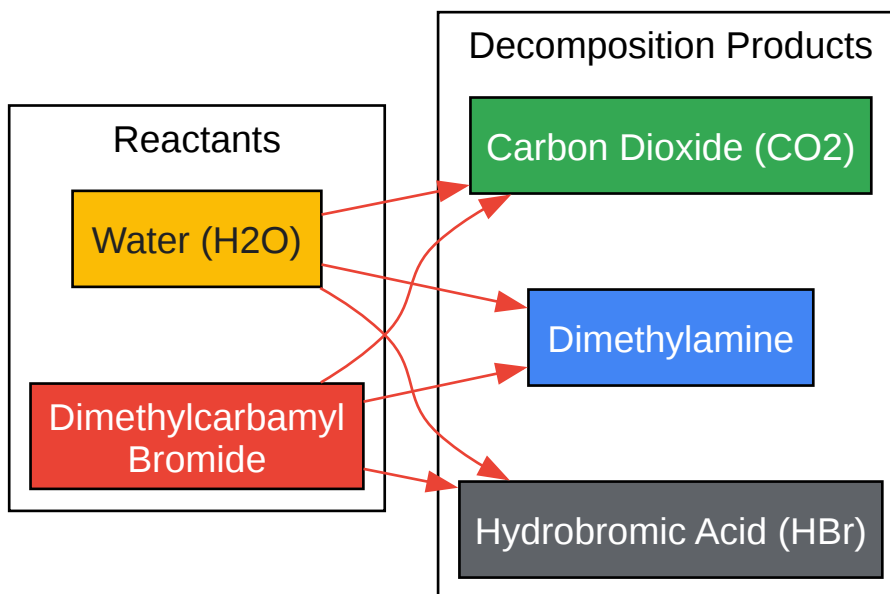 Reactants
Water (H2O)
Dimethylcarbamyl
Bromide
Decomposition Products
Carbon Dioxide (CO2)
Dimethylamine
Hydrobromic Acid (HBr)